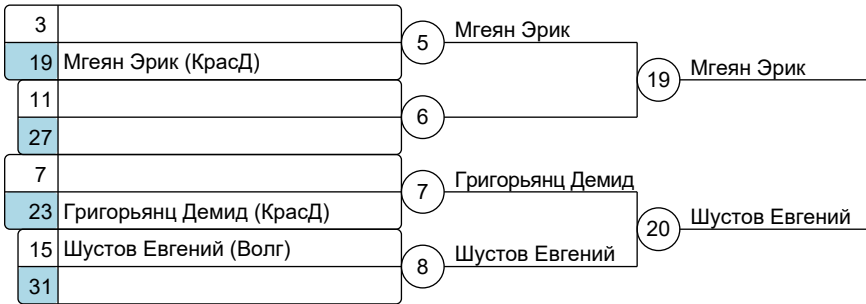 3
5
Мгеян Эрик
19 Мгеян Эрик (КрасД)
19
Мгеян Эрик
11
6
27
7
7
Григорьянц Демид
23 Григорьянц Демид (КрасД)
20
Шустов Евгений
15 Шустов Евгений (Волг)
8
Шустов Евгений
31